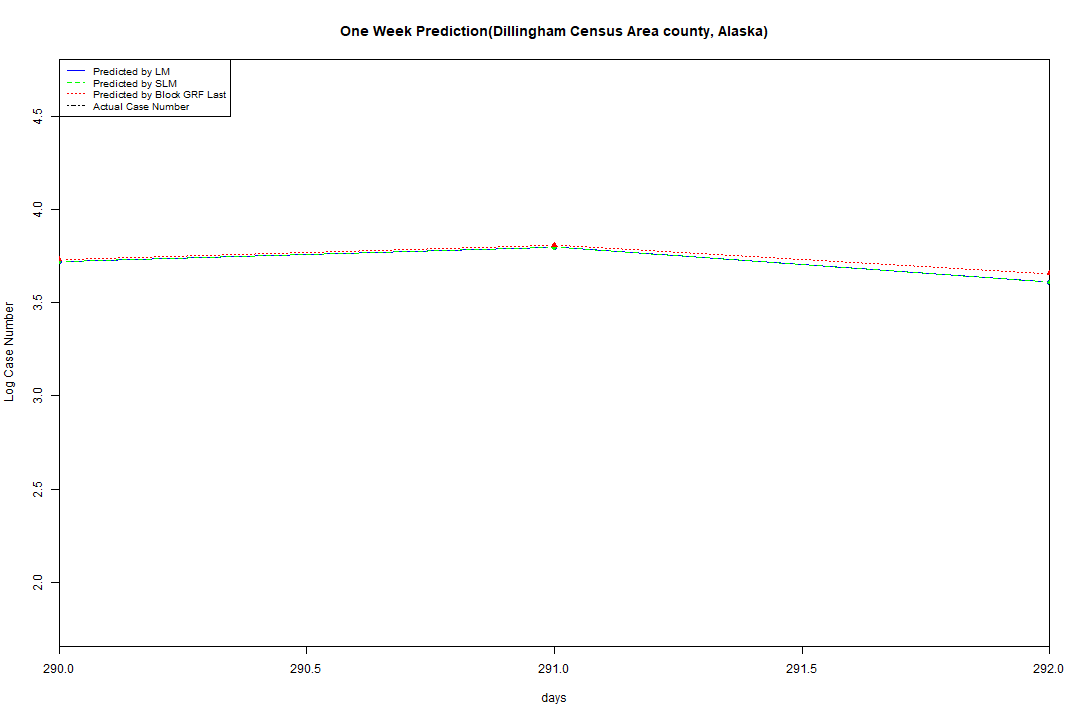 One Week Prediction(Dillingham Census Area county, Alaska)
Predicted by LM
Predicted by SLM
Predicted by Block GRF Last
Actual Case Number
4.5
4.0
3.5
3.0
2.5
2.0
Log Case Number
290.0 290.5 291.0 291.5 292.0
days